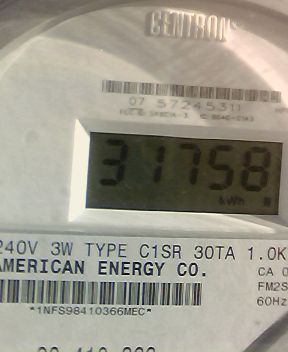 CENTRON
07 57245311
31758
kWh
240V 3W TYPE C1SR 30TA 1.0K
AMERICAN ENERGY CO.
CA 0
FM2S
60Hz
*1NFS98410366MEC*